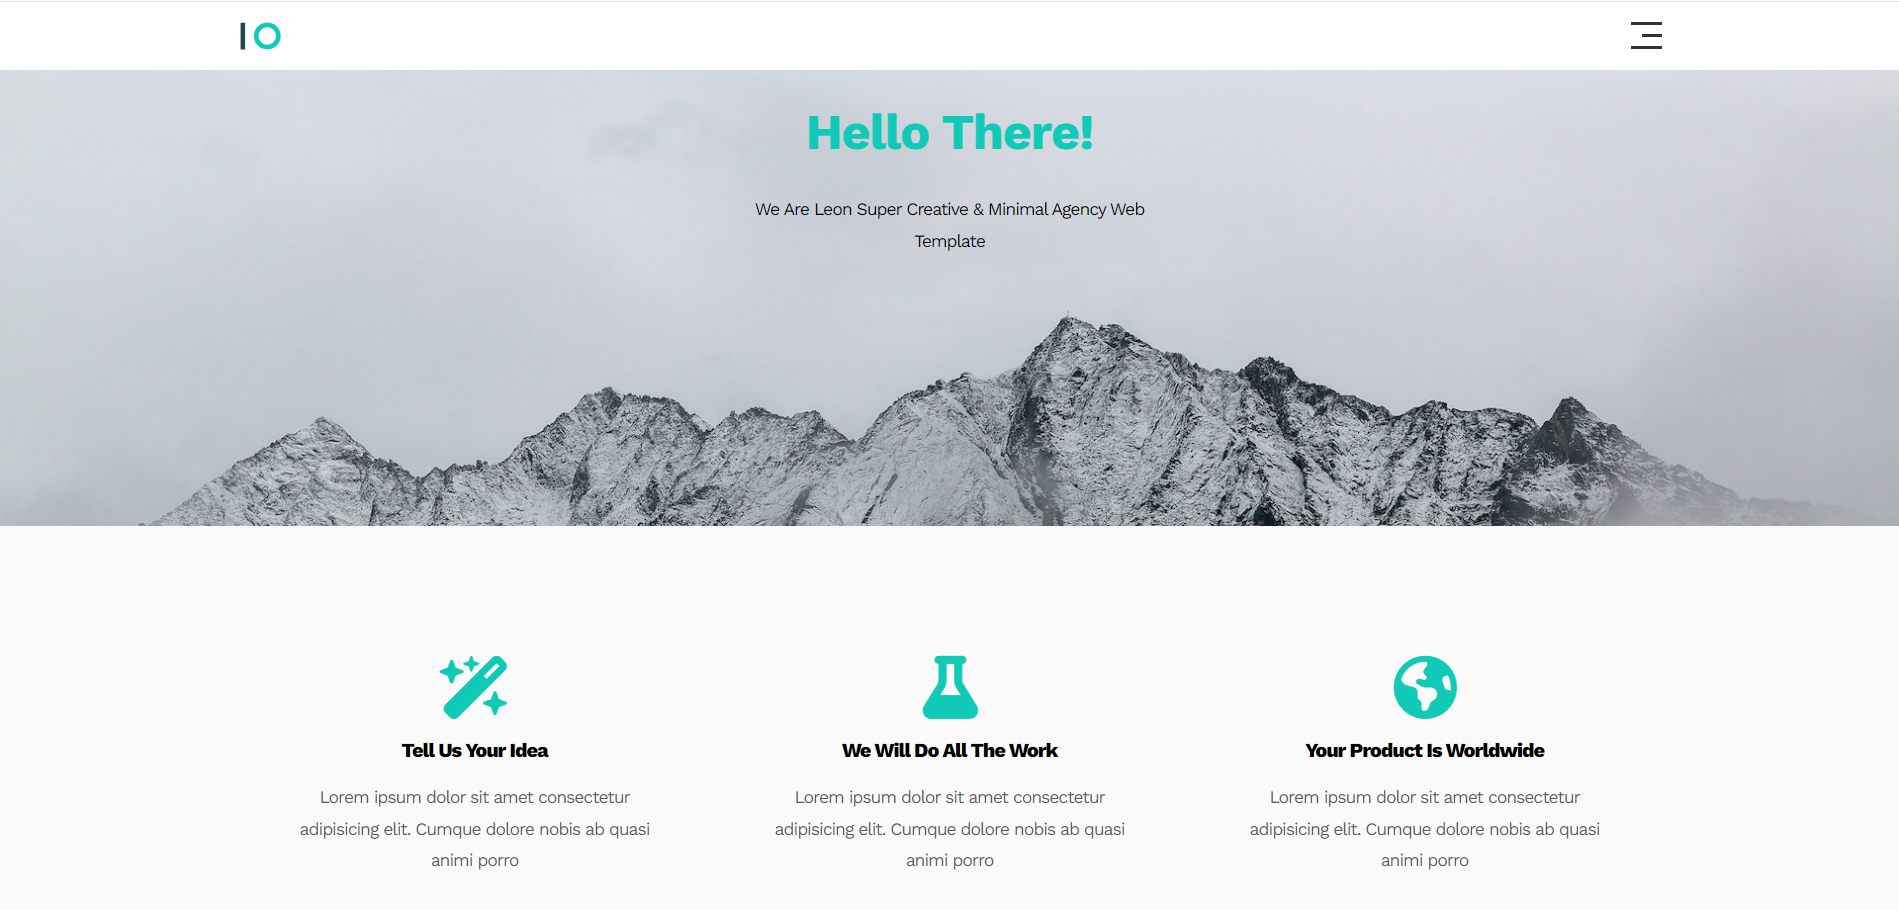 IO
Hello There!
We Are Leon Super Creative & Minimal Agency Web
Template
Tell Us Your Idea
Lorem ipsum dolor sit amet consectetur
adipisicing elit. Cumque dolore nobis ab quasi
animi porro
We Will Do All The Work
Lorem ipsum dolor sit amet consectetur
adipisicing elit. Cumque dolore nobis ab quasi
animi porro
Your Product Is Worldwide
Lorem ipsum dolor sit amet consectetur
adipisicing elit. Cumque dolore nobis ab quasi
animi porro